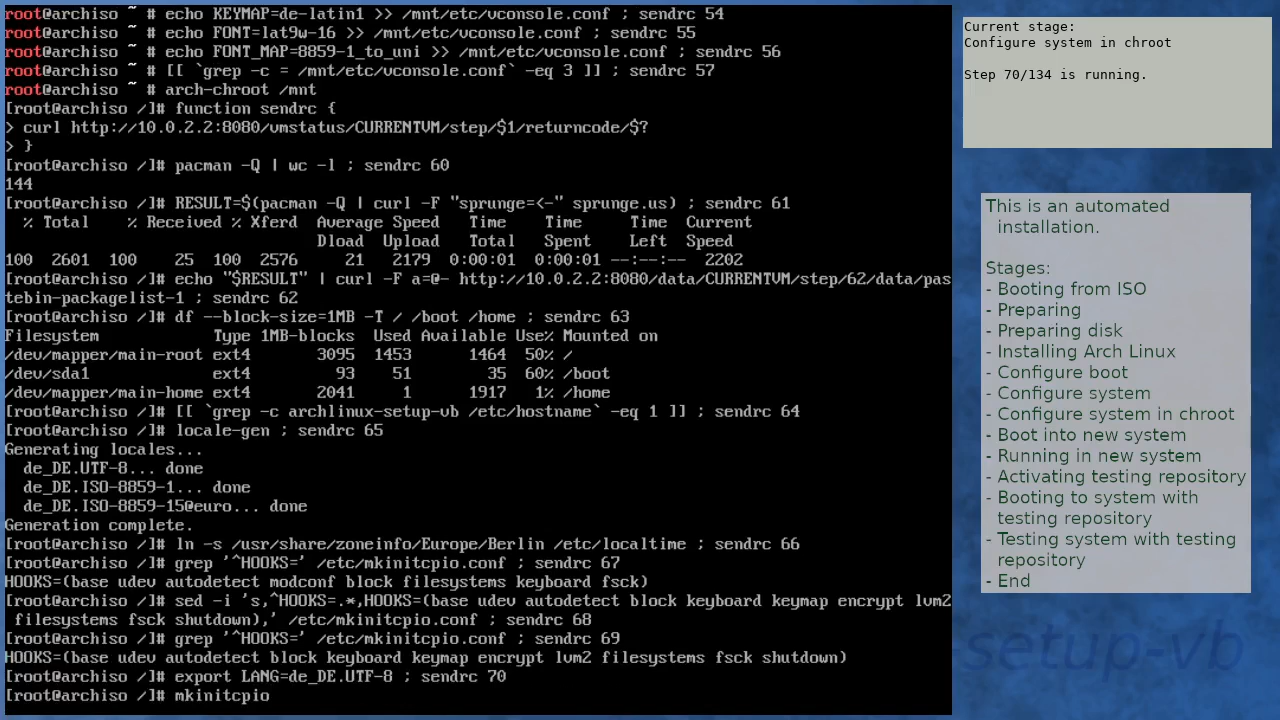 root@archiso ~ # echo KEYMAP=de-latin1 >> /mnt/etc/vconsole.conf ; sendrc 54
root@archiso ~ # echo FONT=lat9w-16 >> /mnt/etc/vconsole.conf ; sendrc 55
root@archiso ~ # echo FONT_MAP=8859-1_to_uni >> /mnt/etc/vconsole.conf ; sendrc 56
root@archiso ~ # [[ `grep -c = /mnt/etc/vconsole.conf` -eq 3 ]] ; sendrc 57
root@archiso ~ # arch-chroot /mnt
[root@archiso /]# function sendrc {
> curl http://10.0.2.2:8080/vmstatus/CURRENTVM/step/$1/returncode/$?
> }
[root@archiso /]# pacman -Q | wc -l ; sendrc 60
144
[root@archiso /]# RESULT=$(pacman -Q | curl -F "sprunge=<-" sprunge.us) ; sendrc 61
  % Total    % Received % Xferd  Average Speed   Time    Time     Time  Current
                                 Dload  Upload   Total   Spent    Left  Speed
100  2601  100    25  100  2576     21   2179  0:00:01  0:00:01 --:--:--  2202
[root@archiso /]# echo "$RESULT" | curl -F a=@- http://10.0.2.2:8080/data/CURRENTVM/step/62/data/pas
tebin-packagelist-1 ; sendrc 62
[root@archiso /]# df --block-size=1MB -T / /boot /home ; sendrc 63
Filesystem            Type 1MB-blocks  Used Available Use% Mounted on
/dev/mapper/main-root ext4       3095  1453      1464  50% /
/dev/sda1             ext4         93    51        35  60% /boot
/dev/mapper/main-home ext4       2041     1      1917   1% /home
[root@archiso /]# [[ `grep -c archlinux-setup-vb /etc/hostname` -eq 1 ]] ; sendrc 64
[root@archiso /]# locale-gen ; sendrc 65
Generating locales...
  de_DE.UTF-8... done
  de_DE.ISO-8859-1... done
  de_DE.ISO-8859-15@euro... done
Generation complete.
[root@archiso /]# ln -s /usr/share/zoneinfo/Europe/Berlin /etc/localtime ; sendrc 66
[root@archiso /]# grep '^HOOKS=' /etc/mkinitcpio.conf ; sendrc 67
HOOKS=(base udev autodetect modconf block filesystems keyboard fsck)
[root@archiso /]# sed -i 's,^HOOKS=.*,HOOKS=(base udev autodetect block keyboard keymap encrypt lvm2
 filesystems fsck shutdown),' /etc/mkinitcpio.conf ; sendrc 68
[root@archiso /]# grep '^HOOKS=' /etc/mkinitcpio.conf ; sendrc 69
HOOKS=(base udev autodetect block keyboard keymap encrypt lvm2 filesystems fsck shutdown)
[root@archiso /]# export LANG=de_DE.UTF-8 ; sendrc 70
[root@archiso /]# mkinitcpio
Current stage:
Configure system in chroot
Step 70/134 is running.
This is an automated
installation.
Stages:
- Booting from ISO
- Preparing
- Preparing disk
- Installing Arch Linux
- Configure boot
- Configure system
- Configure system in chroot
- Boot into new system
- Running in new system
- Activating testing repository
- Booting to system with
testing repository
- Testing system with testing
repository
- End
-setup-vb